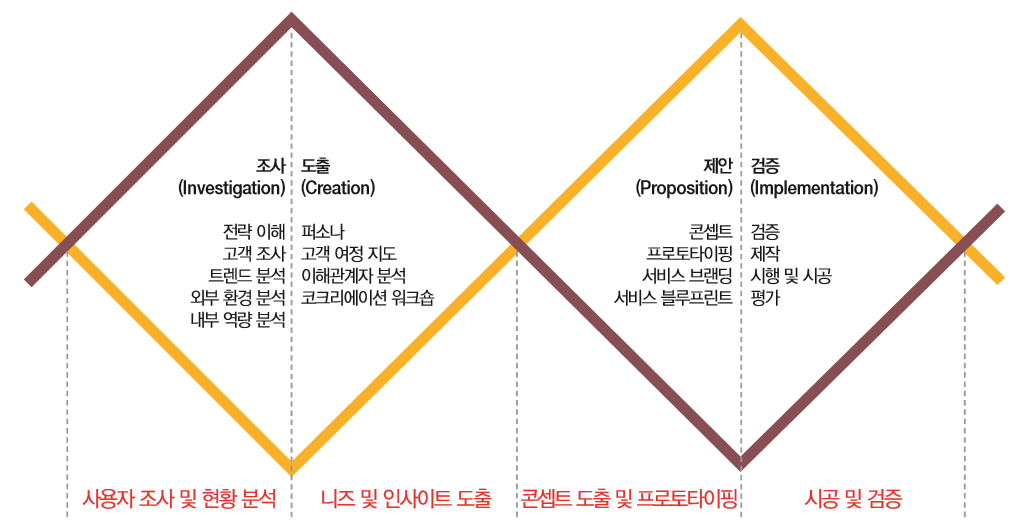 조사
(Investigation)
전략 이해
고객 조사
트렌드 분석
외부 환경 분석
내부 역량 분석
도출
(Creation)
퍼소나
고객 여정 지도
이해관계자 분석
코크리에이션 워크숍
제안
(Proposition)
콘셉트
프로토타이핑
서비스 브랜딩
서비스 블루프린트
검증
(Implementation)
검증
제작
시행 및 시공
평가
사용자 조사 및 현황 분석
니즈 및 인사이트 도출
콘셉트 도출 및 프로토타이핑
시공 및 검증